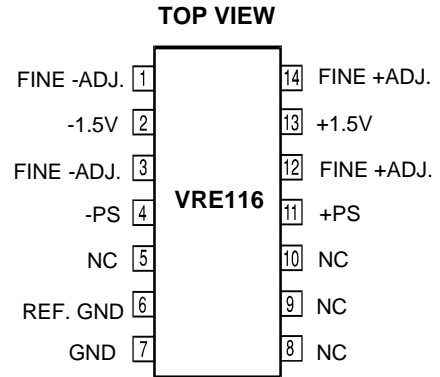 TOP VIEW
FINE -ADJ. 1 14 FINE +ADJ.
-1.5V 2 13 +1.5V
FINE -ADJ. 3 12 FINE +ADJ.
VRE116
-PS 4 11 +PS
NC 5 10 NC
REF. GND 6 9 NC
GND 7 8 NC